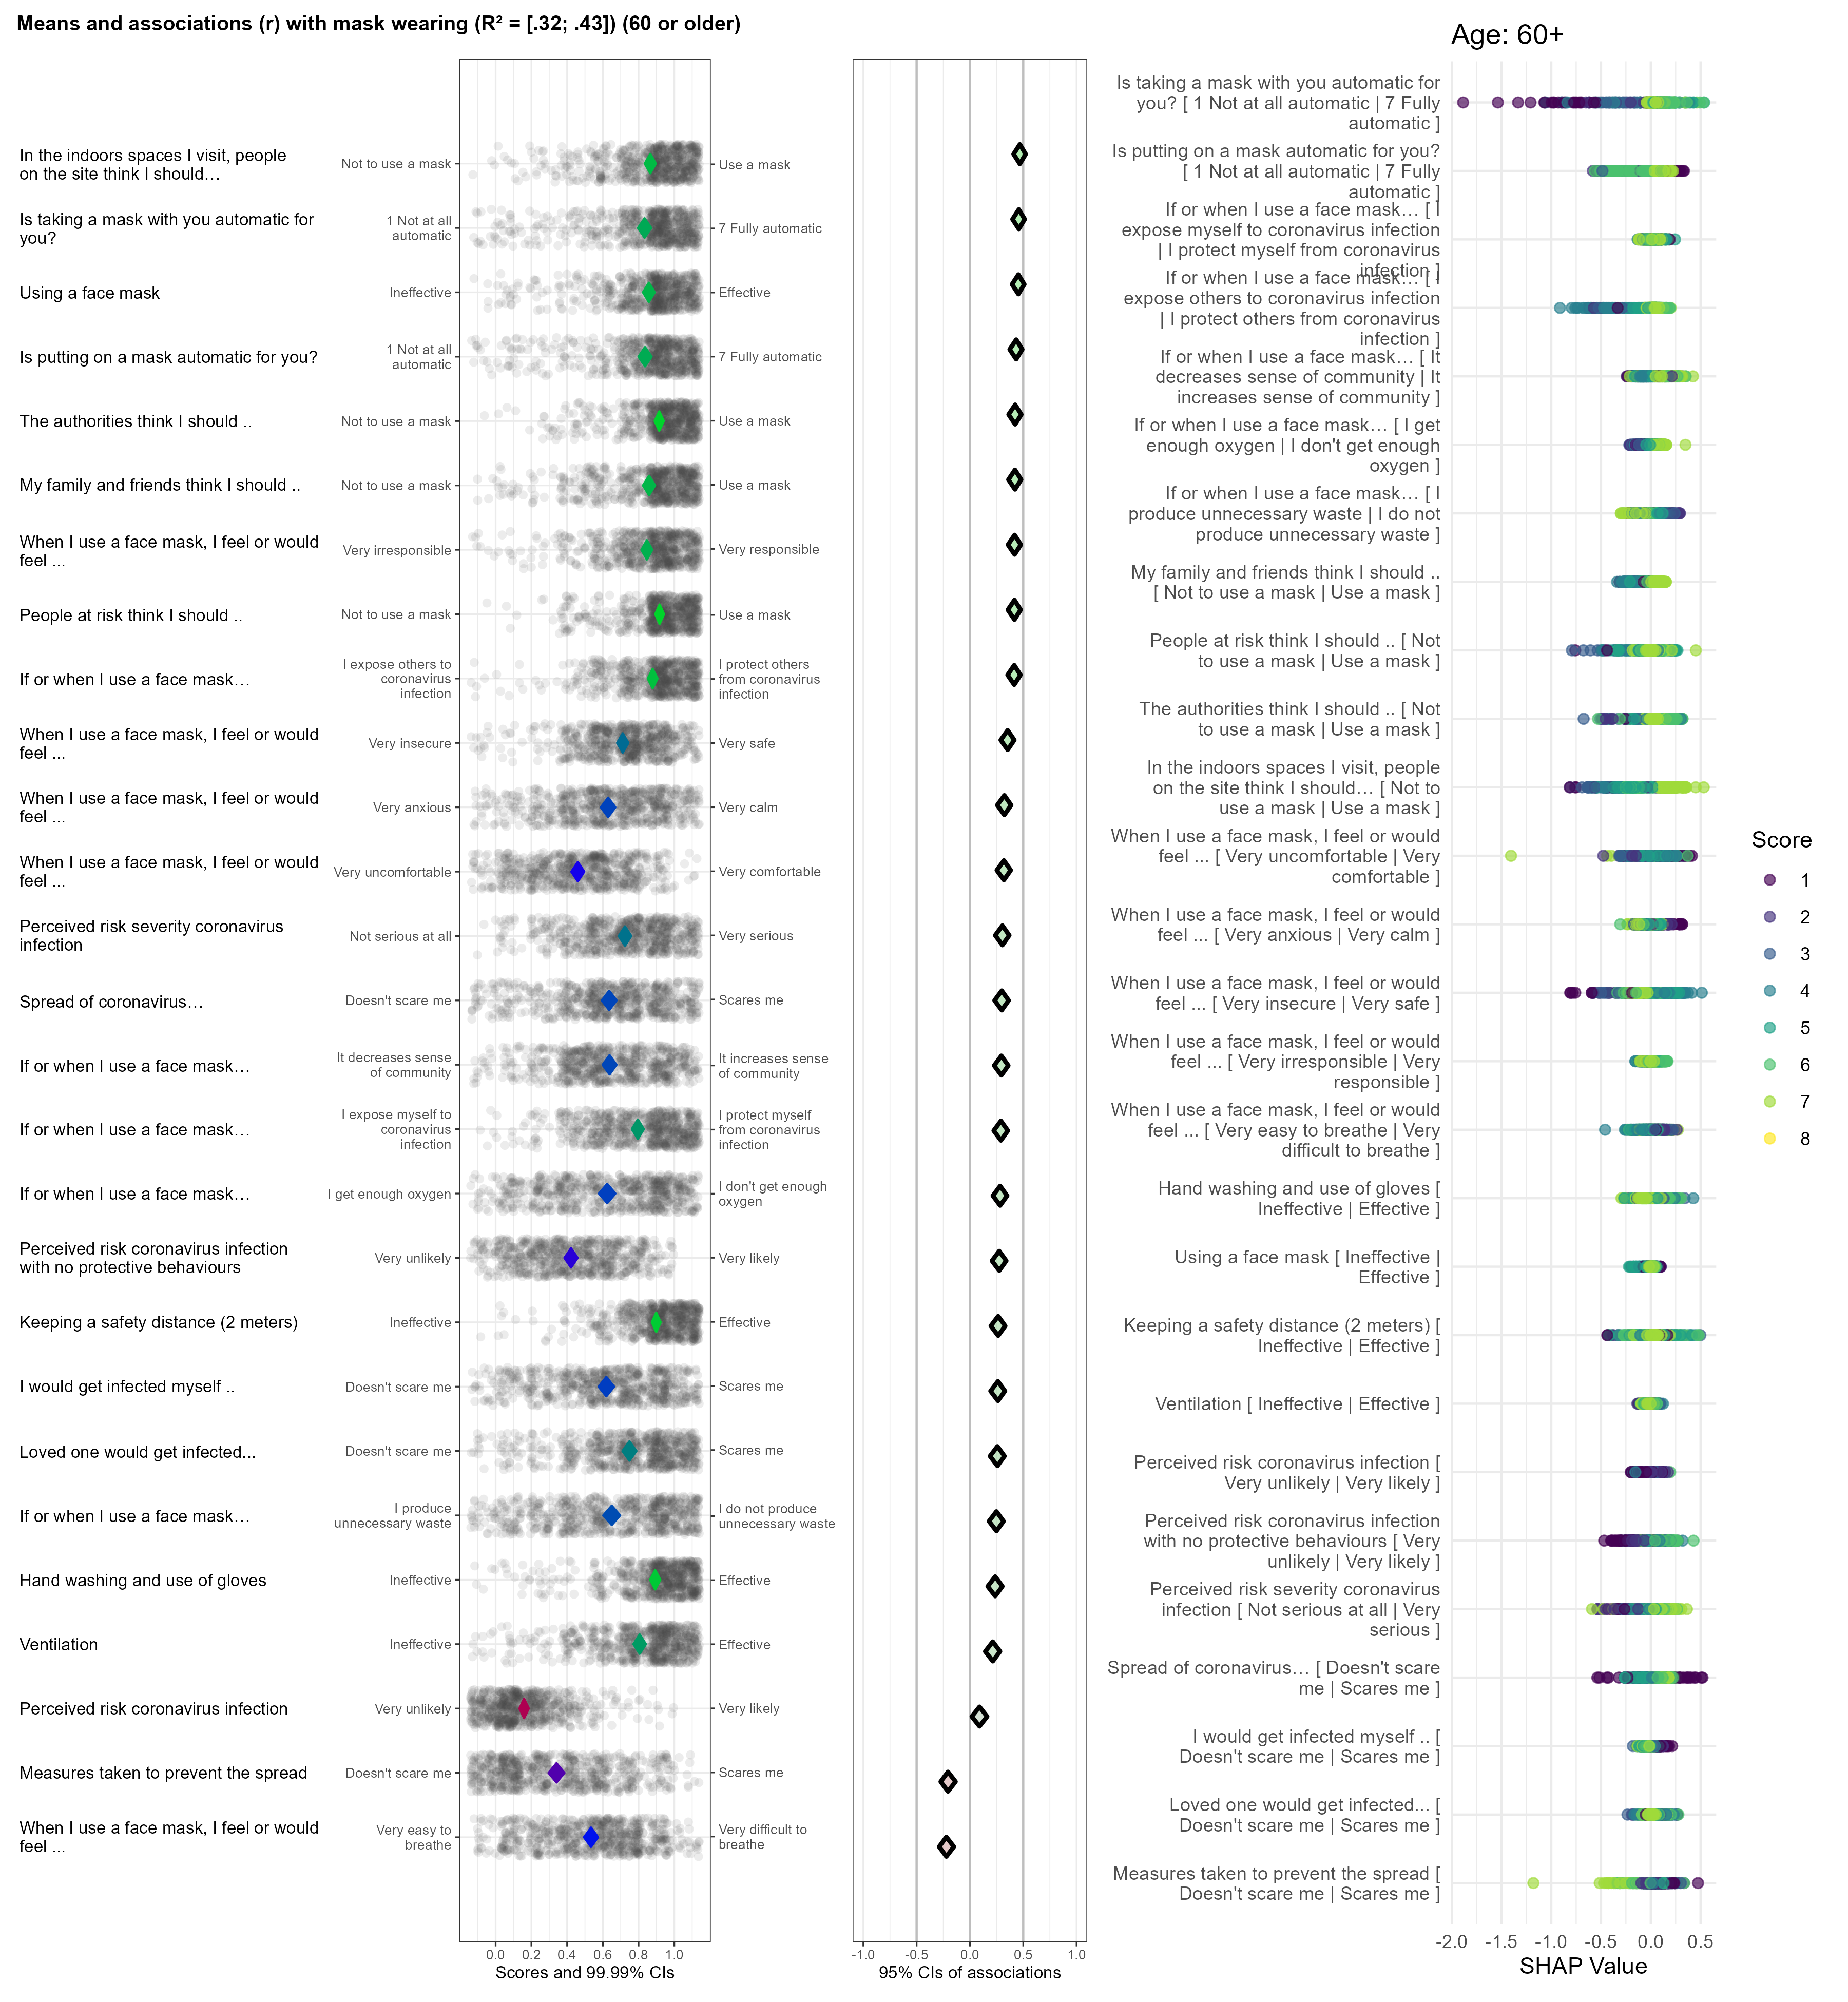 Means and associations (r) with mask wearing (R² = [.32; .43]) (60 or older)
In the indoors spaces I visit, people
on the site think I should…
Not to use a mask
Use a mask
Is taking a mask with you automatic for
you?
1 Not at all
automatic
7 Fully automatic
Using a face mask
Ineffective
Effective
Is putting on a mask automatic for you?
1 Not at all
automatic
7 Fully automatic
The authorities think I should ..
Not to use a mask
Use a mask
My family and friends think I should ..
Not to use a mask
Use a mask
When I use a face mask, I feel or would
feel ...
Very irresponsible
Very responsible
People at risk think I should ..
Not to use a mask
Use a mask
If or when I use a face mask…
I expose others to
coronavirus
infection
I protect others
from coronavirus
infection
When I use a face mask, I feel or would
feel ...
Very insecure
Very safe
When I use a face mask, I feel or would
feel ...
Very anxious
Very calm
When I use a face mask, I feel or would
feel ...
Very uncomfortable
Very comfortable
Perceived risk severity coronavirus
infection
Not serious at all
Very serious
Spread of coronavirus…
Doesn't scare me
Scares me
If or when I use a face mask…
It decreases sense
of community
It increases sense
of community
If or when I use a face mask…
I expose myself to
coronavirus
infection
I protect myself
from coronavirus
infection
If or when I use a face mask…
I get enough oxygen
I don't get enough
oxygen
Perceived risk coronavirus infection
with no protective behaviours
Very unlikely
Very likely
Keeping a safety distance (2 meters)
Ineffective
Effective
I would get infected myself ..
Doesn't scare me
Scares me
Loved one would get infected...
Doesn't scare me
Scares me
If or when I use a face mask…
I produce
unnecessary waste
I do not produce
unnecessary waste
Hand washing and use of gloves
Ineffective
Effective
Ventilation
Ineffective
Effective
Perceived risk coronavirus infection
Very unlikely
Very likely
Measures taken to prevent the spread
Doesn't scare me
Scares me
When I use a face mask, I feel or would
feel ...
Very easy to
breathe
Very difficult to
breathe
0.0 0.2 0.4 0.6 0.8 1.0
Scores and 99.99% CIs
-1.0 -0.5 0.0 0.5 1.0
95% CIs of associations
Age: 60+
Is taking a mask with you automatic for
you? [ 1 Not at all automatic | 7 Fully
automatic ]
Is putting on a mask automatic for you?
[ 1 Not at all automatic | 7 Fully
automatic ]
If or when I use a face mask… [ I
expose myself to coronavirus infection
| I protect myself from coronavirus
infection ]
If or when I use a face mask… [ I
expose others to coronavirus infection
| I protect others from coronavirus
infection ]
If or when I use a face mask… [ It
decreases sense of community | It
increases sense of community ]
If or when I use a face mask… [ I get
enough oxygen | I don't get enough
oxygen ]
If or when I use a face mask… [ I
produce unnecessary waste | I do not
produce unnecessary waste ]
My family and friends think I should ..
[ Not to use a mask | Use a mask ]
People at risk think I should .. [ Not
to use a mask | Use a mask ]
The authorities think I should .. [ Not
to use a mask | Use a mask ]
In the indoors spaces I visit, people
on the site think I should… [ Not to
use a mask | Use a mask ]
When I use a face mask, I feel or would
feel ... [ Very uncomfortable | Very
comfortable ]
When I use a face mask, I feel or would
feel ... [ Very anxious | Very calm ]
When I use a face mask, I feel or would
feel ... [ Very insecure | Very safe ]
When I use a face mask, I feel or would
feel ... [ Very irresponsible | Very
responsible ]
When I use a face mask, I feel or would
feel ... [ Very easy to breathe | Very
difficult to breathe ]
Hand washing and use of gloves [
Ineffective | Effective ]
Using a face mask [ Ineffective |
Effective ]
Keeping a safety distance (2 meters) [
Ineffective | Effective ]
Ventilation [ Ineffective | Effective ]
Perceived risk coronavirus infection [
Very unlikely | Very likely ]
Perceived risk coronavirus infection
with no protective behaviours [ Very
unlikely | Very likely ]
Perceived risk severity coronavirus
infection [ Not serious at all | Very
serious ]
Spread of coronavirus… [ Doesn't scare
me | Scares me ]
I would get infected myself .. [
Doesn't scare me | Scares me ]
Loved one would get infected... [
Doesn't scare me | Scares me ]
Measures taken to prevent the spread [
Doesn't scare me | Scares me ]
-2.0 -1.5 -1.0 -0.5 0.0 0.5
SHAP Value
Score
1
2
3
4
5
6
7
8